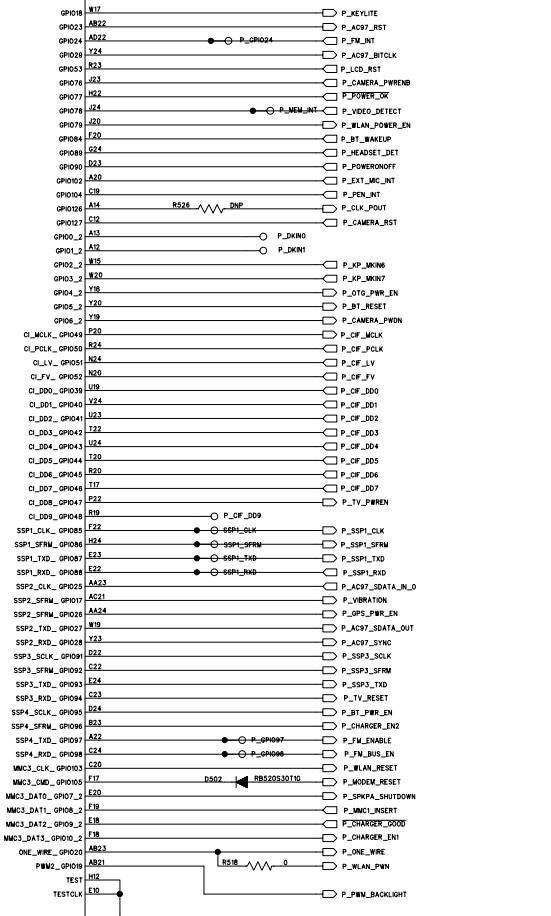 GPIO18 W17 P_KEYLITE
GPIO23 AB22 P_AC97_RST
GPIO24 AD22 P_GPIO24 P_FM_INT
GPIO29 Y24 P_AC97_BITCLK
GPIO53 R23 P_LCD_RST
GPIO76 J23 P_CAMERA_PWRENB
GPIO77 H22 P_POWER_OK
GPIO78 J24 P_MEM_INT P_VIDEO_DETECT
GPIO79 J20 P_WLAN_POWER_EN
GPIO84 F20 P_BT_WAKEUP
GPIO89 G24 P_HEADSET_DET
GPIO90 D23 P_POWERONOFF
GPIO102 A20 P_EXT_MIC_INT
GPIO104 C19 P_PEN_INT
GPIO126 A14 R526 DNP P_CLK_POUT
GPIO127 C12 P_CAMERA_RST
GPIO0_2 A13 P_DKIN0
GPIO1_2 A12 P_DKIN1
GPIO2_2 W15 P_KP_MKIN6
GPIO3_2 W20 P_KP_MKIN7
GPIO4_2 Y18 P_OTG_PWR_EN
GPIO5_2 Y20 P_BT_RESET
GPIO6_2 Y19 P_CAMERA_PWDN
CI_MCLK_ GPIO49 P20 P_CIF_MCLK
CI_PCLK_ GPIO50 R24 P_CIF_PCLK
CI_LV_ GPIO51 N24 P_CIF_LV
CI_FV_ GPIO52 N20 P_CIF_FV
CI_DD0_ GPIO39 U19 P_CIF_DD0
CI_DD1_ GPIO40 V24 P_CIF_DD1
CI_DD2_ GPIO41 U23 P_CIF_DD2
CI_DD3_ GPIO42 T22 P_CIF_DD3
CI_DD4_ GPIO43 U24 P_CIF_DD4
CI_DD5_ GPIO44 T20 P_CIF_DD5
CI_DD6_ GPIO45 R20 P_CIF_DD6
CI_DD7_ GPIO46 T17 P_CIF_DD7
CI_DD8_ GPIO47 P22 P_TV_PWREN
CI_DD9_ GPIO48 R19 P_CIF_DD9
SSP1_CLK_ GPIO85 F22 SSP1_CLK P_SSP1_CLK
SSP1_SFRM_ GPIO86 H24 SSP1_SFRM P_SSP1_SFRM
SSP1_TXD_ GPIO87 E23 SSP1_TXD P_SSP1_TXD
SSP1_RXD_ GPIO88 E22 SSP1_RXD P_SSP1_RXD
SSP2_CLK_ GPIO25 AA23 P_AC97_SDATA_IN_0
SSP2_SFRM_ GPIO17 AC21 P_VIBRATION
SSP2_SFRM_ GPIO26 AA24 P_GPS_PWR_EN
SSP2_TXD_ GPIO27 W19 P_AC97_SDATA_OUT
SSP2_RXD_ GPIO28 Y23 P_AC97_SYNC
SSP3_SCLK_ GPIO91 D22 P_SSP3_SCLK
SSP3_SFRM_ GPIO92 C22 P_SSP3_SFRM
SSP3_TXD_ GPIO93 E24 P_SSP3_TXD
SSP3_RXD_ GPIO94 C23 P_TV_RESET
SSP4_SCLK_ GPIO95 D24 P_BT_PWR_EN
SSP4_SFRM_ GPIO96 B23 P_CHARGER_EN2
SSP4_TXD_ GPIO97 A22 P_GPIO97 P_FM_ENABLE
SSP4_RXD_ GPIO98 C24 P_GPIO98 P_FM_BUS_EN
MMC3_CLK_ GPIO103 C20 P_WLAN_RESET
MMC3_CMD_ GPIO105 F17 D502 RB520S30T1G P_MODEM_RESET
MMC3_DAT0_ GPIO7_2 E20 P_SPKPA_SHUTDOWN
MMC3_DAT1_ GPIO8_2 F19 P_MMC1_INSERT
MMC3_DAT2_ GPIO9_2 E18 P_CHARGER_GOOD
MMC3_DAT3_ GPIO10_2 F18 P_CHARGER_EN1
ONE_WIRE_ GPIO20 AB23 P_ONE_WIRE
PWM2_ GPIO19 AB21 R518 0 P_WLAN_PWN
TEST H12
TESTCLK E10 P_PWM_BACKLIGHT